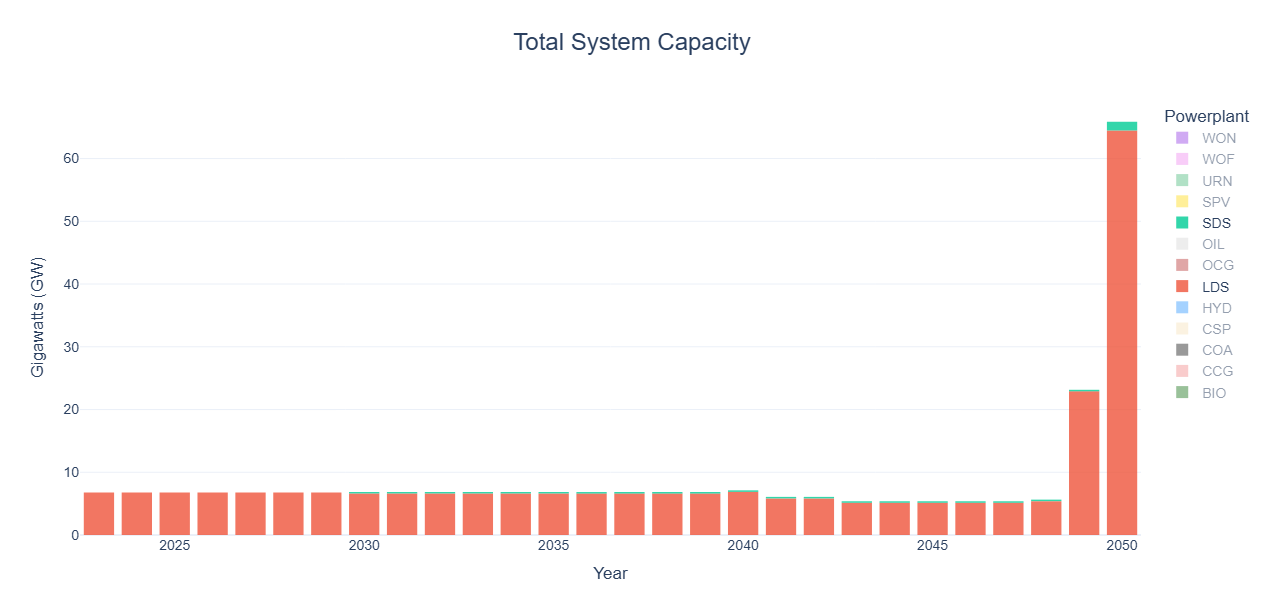 Total System Capacity
Gigawatts (GW)
60
50
40
30
20
10
0
2025
2030
2035
2040
2045
2050
Year
Powerplant
WON
WOF
URN
SPV
SDS
OIL
OCG
LDS
HYD
CSP
COA
CCG
BIO